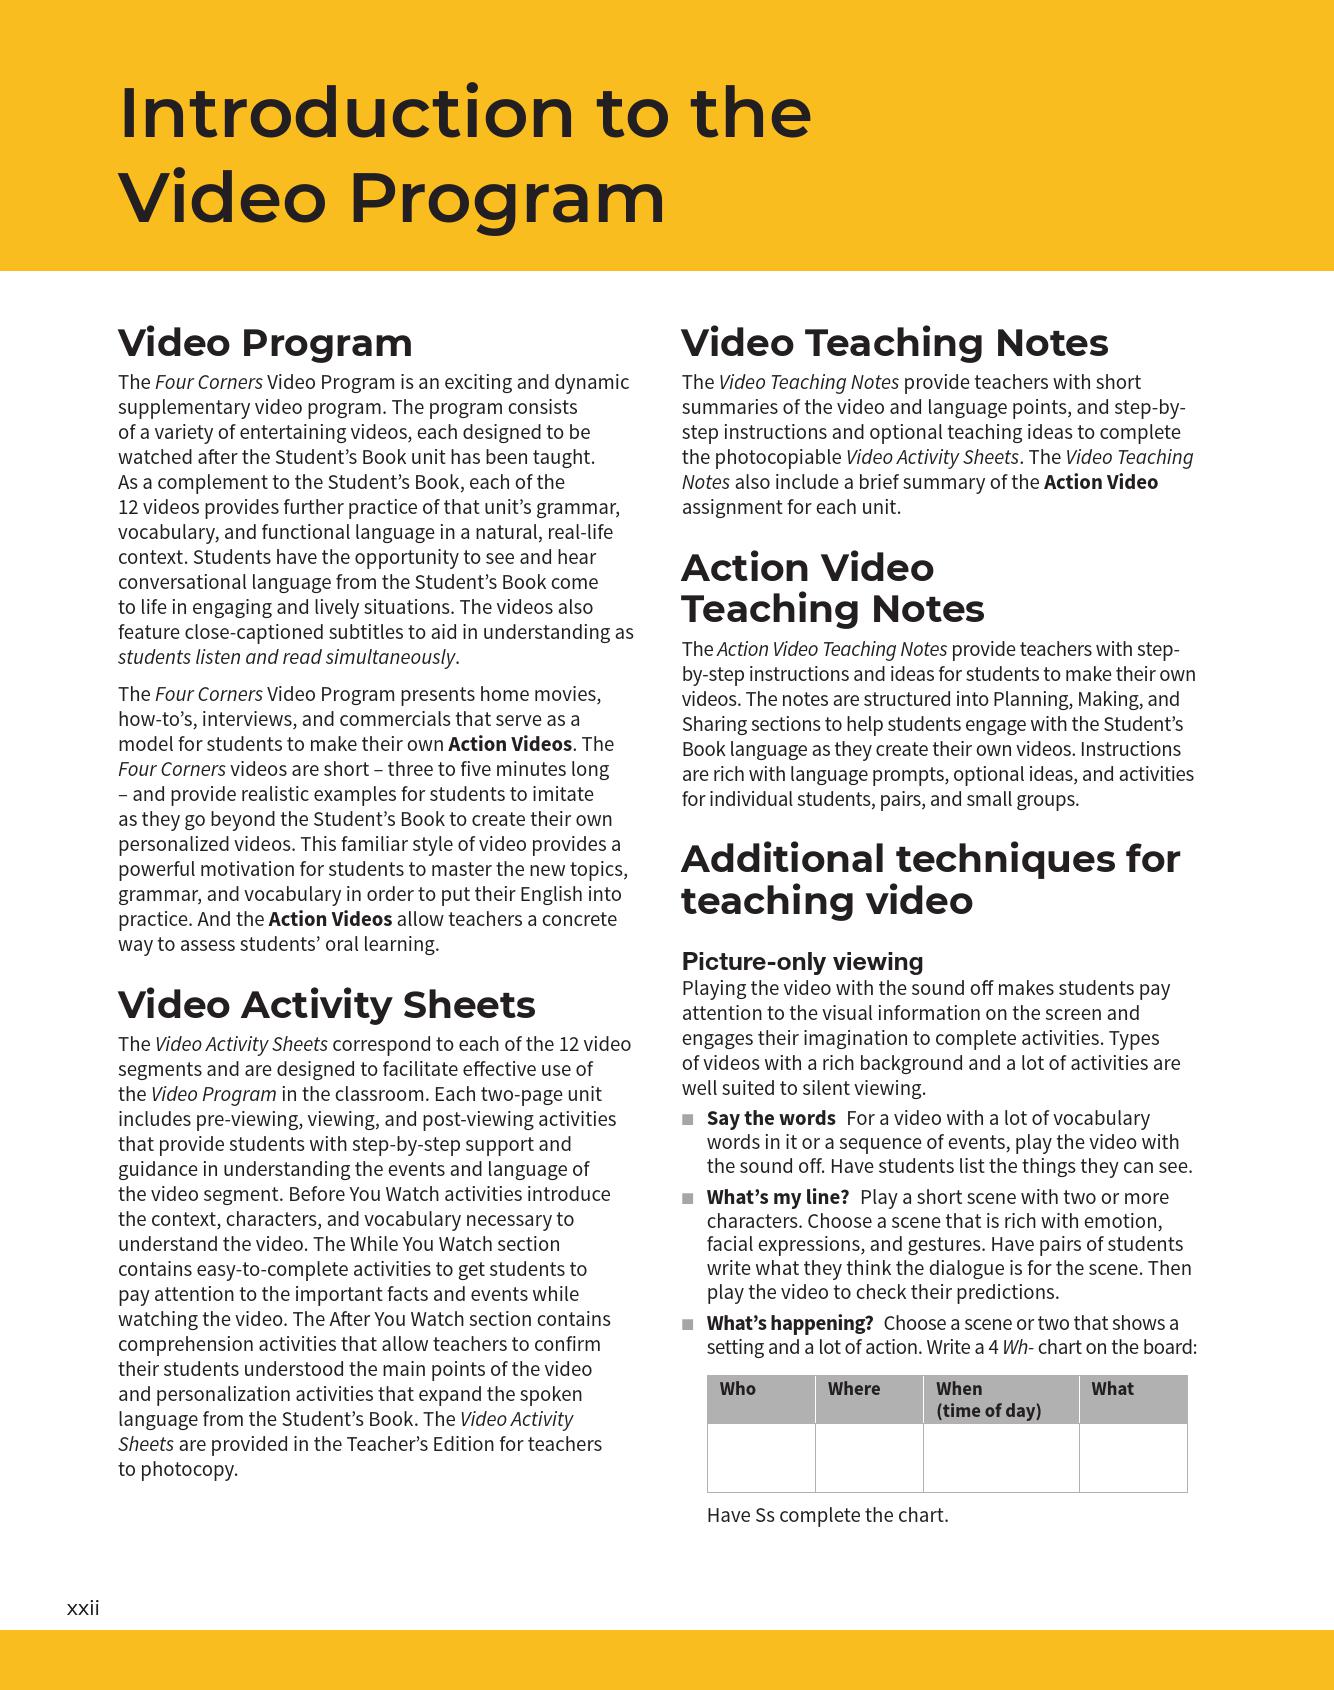 Introduction to the
Video Program
Video Program
The Four Corners Video Program is an exciting and dynamic
supplementary video program. The program consists
of a variety of entertaining videos, each designed to be
watched after the Student’s Book unit has been taught.
As a complement to the Student’s Book, each of the
12 videos provides further practice of that unit’s grammar,
vocabulary, and functional language in a natural, real-life
context. Students have the opportunity to see and hear
conversational language from the Student’s Book come
to life in engaging and lively situations. The videos also
feature close-captioned subtitles to aid in understanding as
students listen and read simultaneously.
The Four Corners Video Program presents home movies,
how-to’s, interviews, and commercials that serve as a
model for students to make their own Action Videos. The
Four Corners videos are short – three to five minutes long
– and provide realistic examples for students to imitate
as they go beyond the Student’s Book to create their own
personalized videos. This familiar style of video provides a
powerful motivation for students to master the new topics,
grammar, and vocabulary in order to put their English into
practice. And the Action Videos allow teachers a concrete
way to assess students’ oral learning.
Video Activity Sheets
The Video Activity Sheets correspond to each of the 12 video
segments and are designed to facilitate effective use of
the Video Program in the classroom. Each two-page unit
includes pre-viewing, viewing, and post-viewing activities
that provide students with step-by-step support and
guidance in understanding the events and language of
the video segment. Before You Watch activities introduce
the context, characters, and vocabulary necessary to
understand the video. The While You Watch section
contains easy-to-complete activities to get students to
pay attention to the important facts and events while
watching the video. The After You Watch section contains
comprehension activities that allow teachers to confirm
their students understood the main points of the video
and personalization activities that expand the spoken
language from the Student’s Book. The Video Activity
Sheets are provided in the Teacher’s Edition for teachers
to photocopy.
Video Teaching Notes
The Video Teaching Notes provide teachers with short
summaries of the video and language points, and step-by-
step instructions and optional teaching ideas to complete
the photocopiable Video Activity Sheets. The Video Teaching
Notes also include a brief summary of the Action Video
assignment for each unit.
Action Video
Teaching Notes
The Action Video Teaching Notes provide teachers with step-
by-step instructions and ideas for students to make their own
videos. The notes are structured into Planning, Making, and
Sharing sections to help students engage with the Student’s
Book language as they create their own videos. Instructions
are rich with language prompts, optional ideas, and activities
for individual students, pairs, and small groups.
Additional techniques for
teaching video
Picture-only viewing
Playing the video with the sound off makes students pay
attention to the visual information on the screen and
engages their imagination to complete activities. Types
of videos with a rich background and a lot of activities are
well suited to silent viewing.
■ Say the words For a video with a lot of vocabulary
words in it or a sequence of events, play the video with
the sound off. Have students list the things they can see.
■ What’s my line? Play a short scene with two or more
characters. Choose a scene that is rich with emotion,
facial expressions, and gestures. Have pairs of students
write what they think the dialogue is for the scene. Then
play the video to check their predictions.
■ What’s happening? Choose a scene or two that shows a
setting and a lot of action. Write a 4 Wh- chart on the board:
Who Where When What
(time of day)
Have Ss complete the chart.
xxii